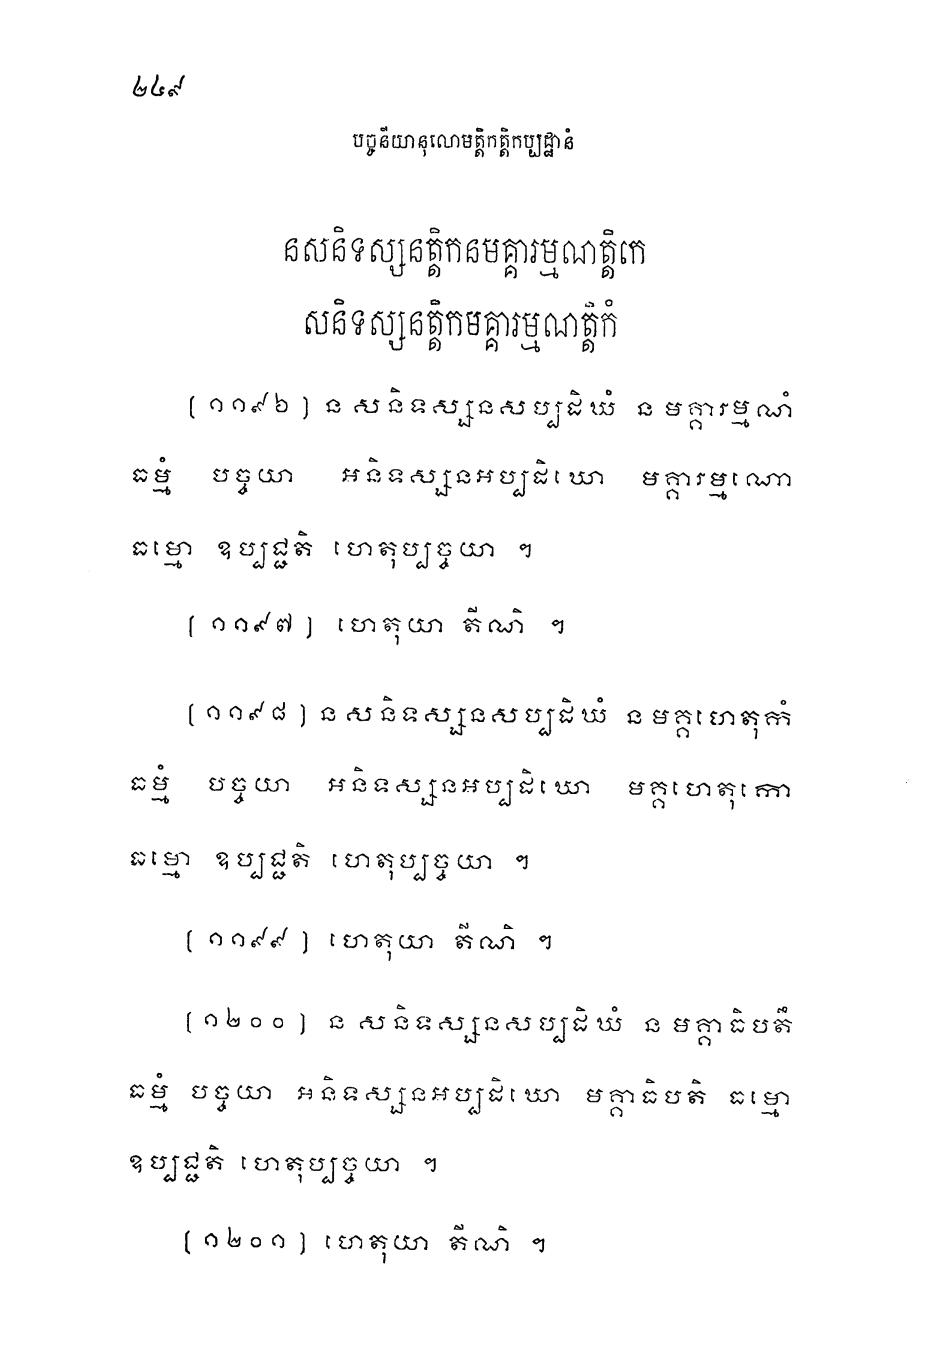 ២៤៩
បច្ចនីយានុលោមត្តិកត្តិកប្បដ្ឋានំ
នសនិទស្សនត្តិកនមគ្គារម្មណត្តិកេ
សនិទស្សនត្តិកមគ្គារម្មណត្តិកំ
[១១៩៦] ន សនិទស្សនសប្បដិឃំ ន មគ្គារម្មណំ
ធម្មំ បច្ចយា អនិទស្សនអប្បដិឃោ មគ្គារម្មណោ
ធម្មោ ឧប្បជ្ជតិ ហេតុប្បច្ចយា ។
[១១៩៧] ហេតុយា តីណិ ។
[១១៩៨] ន សនិទស្សនសប្បដិឃំ ន មគ្គហេតុកំ
ធម្មំ បច្ចយា អនិទស្សនអប្បដិឃោ មគ្គហេតុកោ
ធម្មោ ឧប្បជ្ជតិ ហេតុប្បច្ចយា ។
[១១៩៩] ហេតុយា តីណិ ។
[១២០០] ន សនិទស្សនសប្បដិឃំ ន មគ្គាធិបតឹ
ធម្មំ បច្ចយា អនិទស្សនអប្បដិឃោ មគ្គាធិបតិ ធម្មោ
ឧប្បជ្ជតិ ហេតុប្បច្ចយា ។
[១២០១] ហេតុយា តីណិ ។